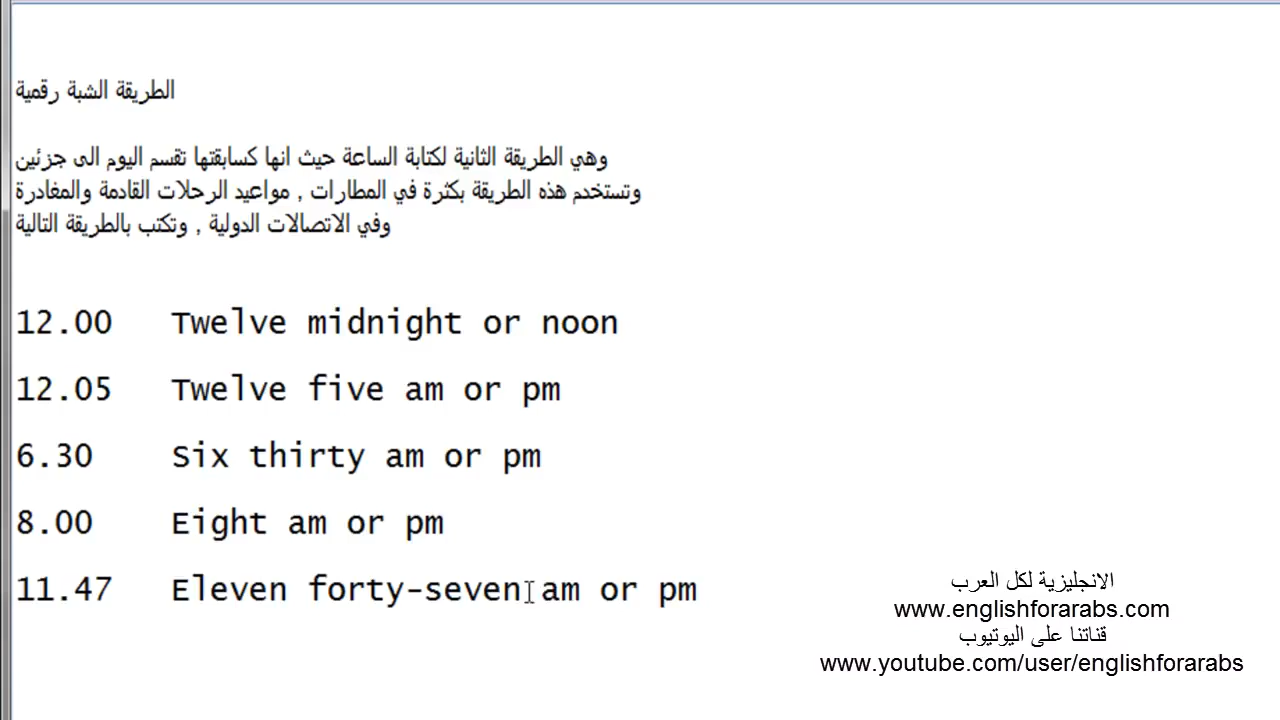 الطريقة الشبة رقمية
وهي الطريقة الثانية لكتابة الساعة حيث انها كسابقتها تقسم اليوم الى جزئين
وتستخدم هذه الطريقة بكثرة في المطارات , مواعيد الرحلات القادمة والمغادرة
وفي الاتصالات الدولية , وتكتب بالطريقة التالية
12.00 Twelve midnight or noon
12.05 Twelve five am or pm
6.30 Six thirty am or pm
8.00 Eight am or pm
11.47 Eleven forty-seven am or pm
الانجليزية لكل العرب
www.englishforarabs.com
قناتنا على اليوتيوب
www.youtube.com/user/englishforarabs